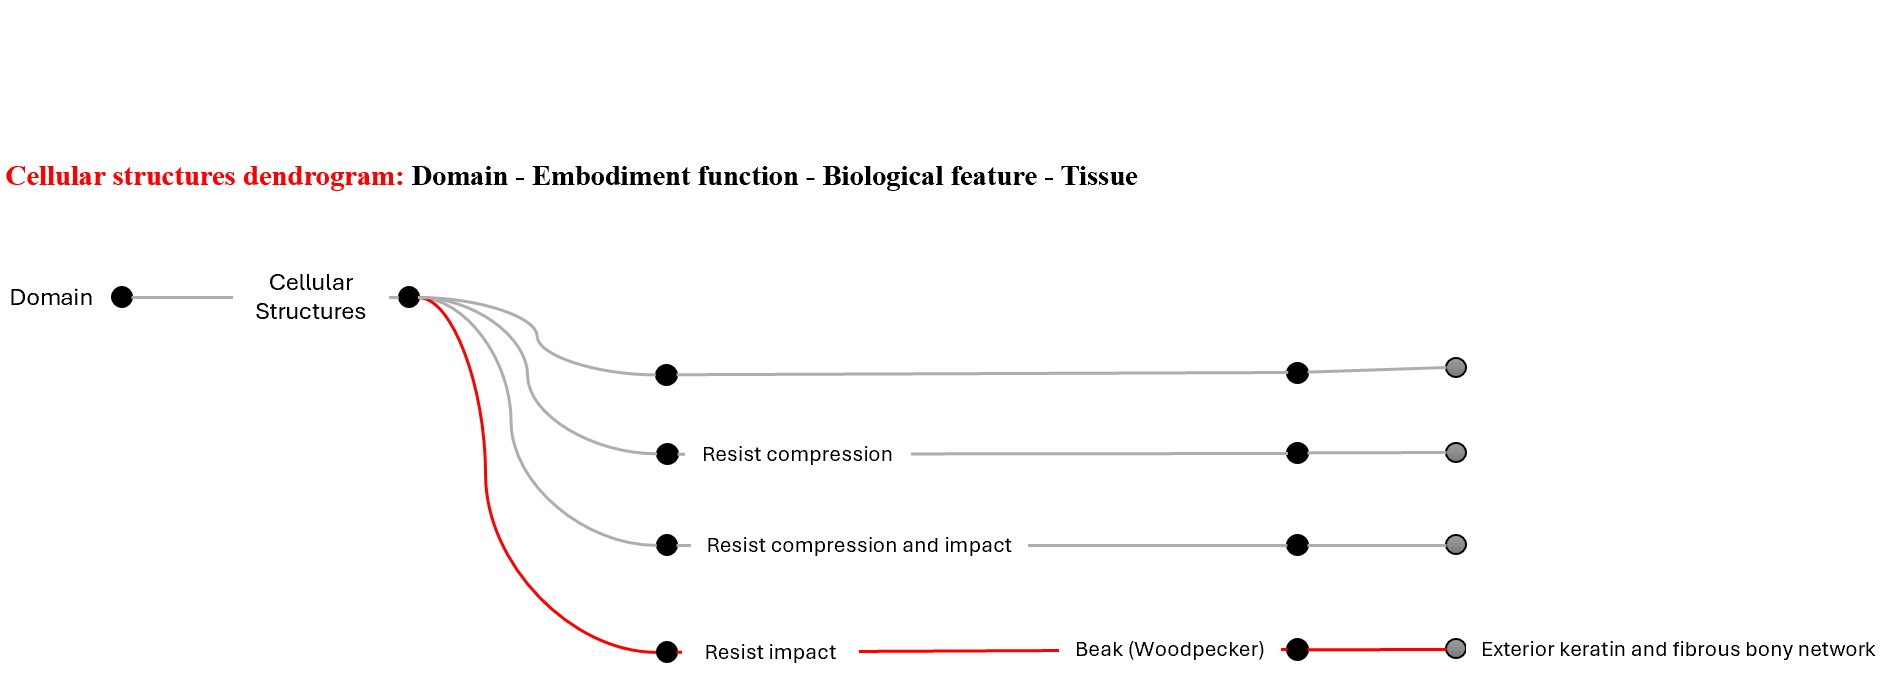 Cellular structures dendrogram: Domain - Embodiment function - Biological feature - Tissue
Domain
Cellular
Structures
Resist compression
Resist compression and impact
Resist impact
Beak (Woodpecker)
Exterior keratin and fibrous bony network